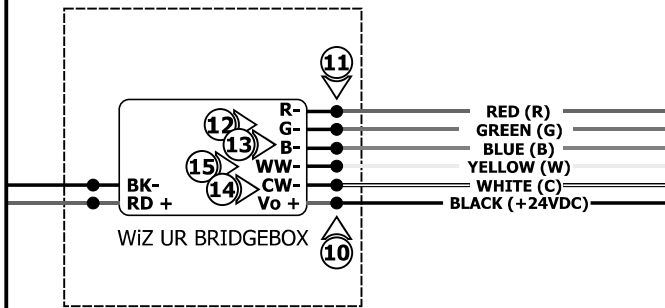 11
R-
RED (R)
12
G-
GREEN (G)
13
B-
BLUE (B)
15
WW-
YELLOW (W)
BK-
14
CW-
WHITE (C)
RD +
Vo +
BLACK (+24VDC)
WiZ UR BRIDGEBOX
10